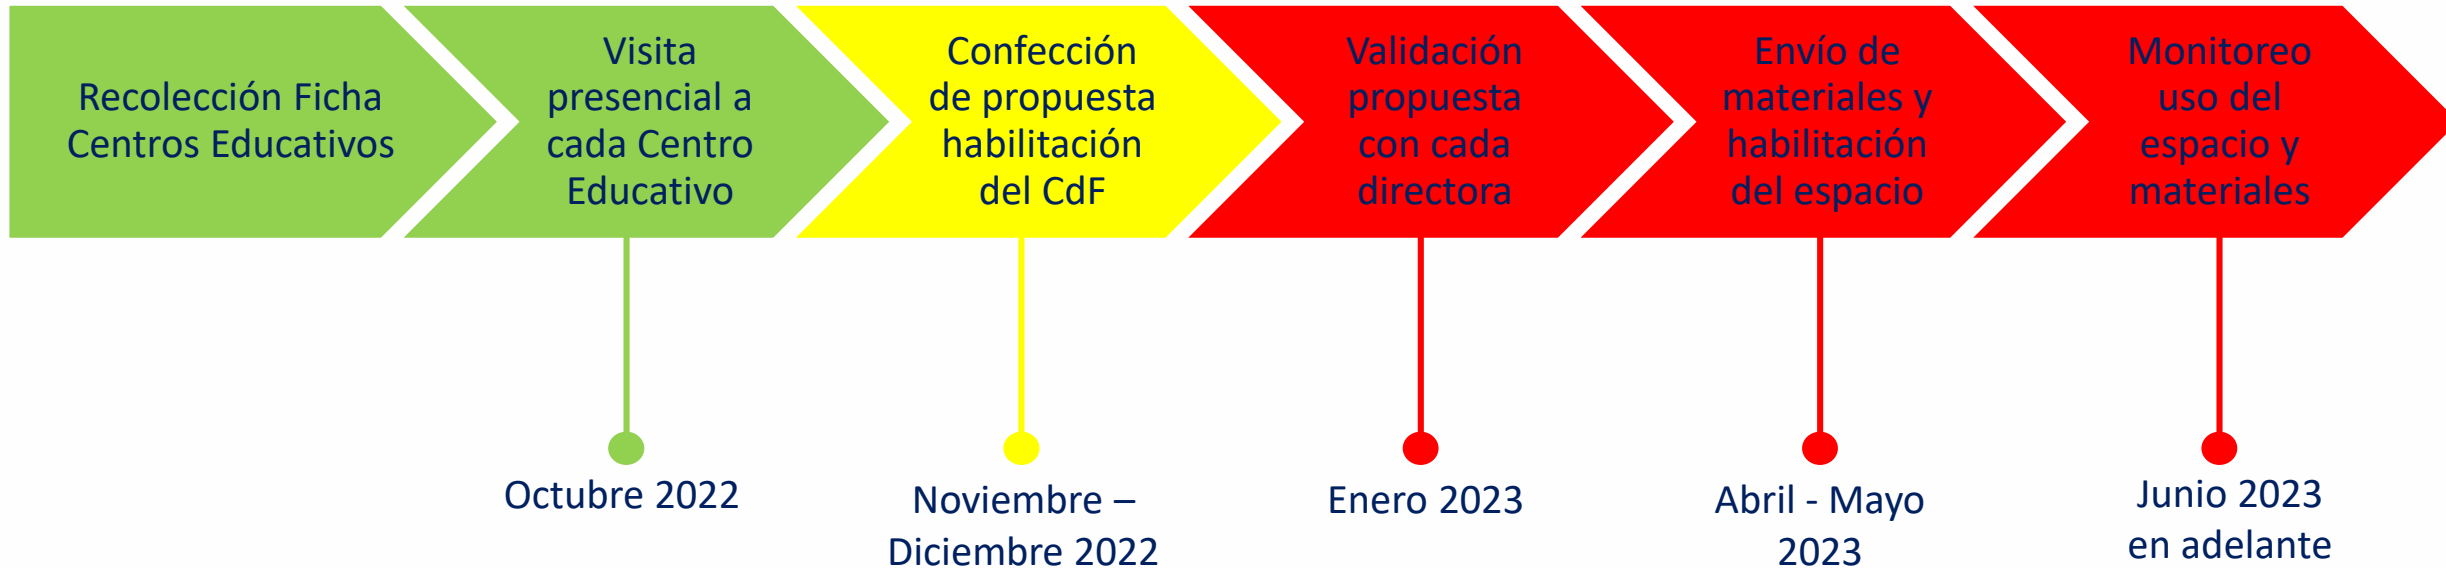 Recolección Ficha
Centros Educativos
Visita
presencial a
cada Centro
Educativo
Confección
de propuesta
habilitación
del CdF
Validación
propuesta
con cada
directora
Envío de
materiales y
habilitación
del espacio
Monitoreo
uso del
espacio y
materiales
Octubre 2022
Noviembre –
Diciembre 2022
Enero 2023
Abril - Mayo
2023
Junio 2023
en adelante